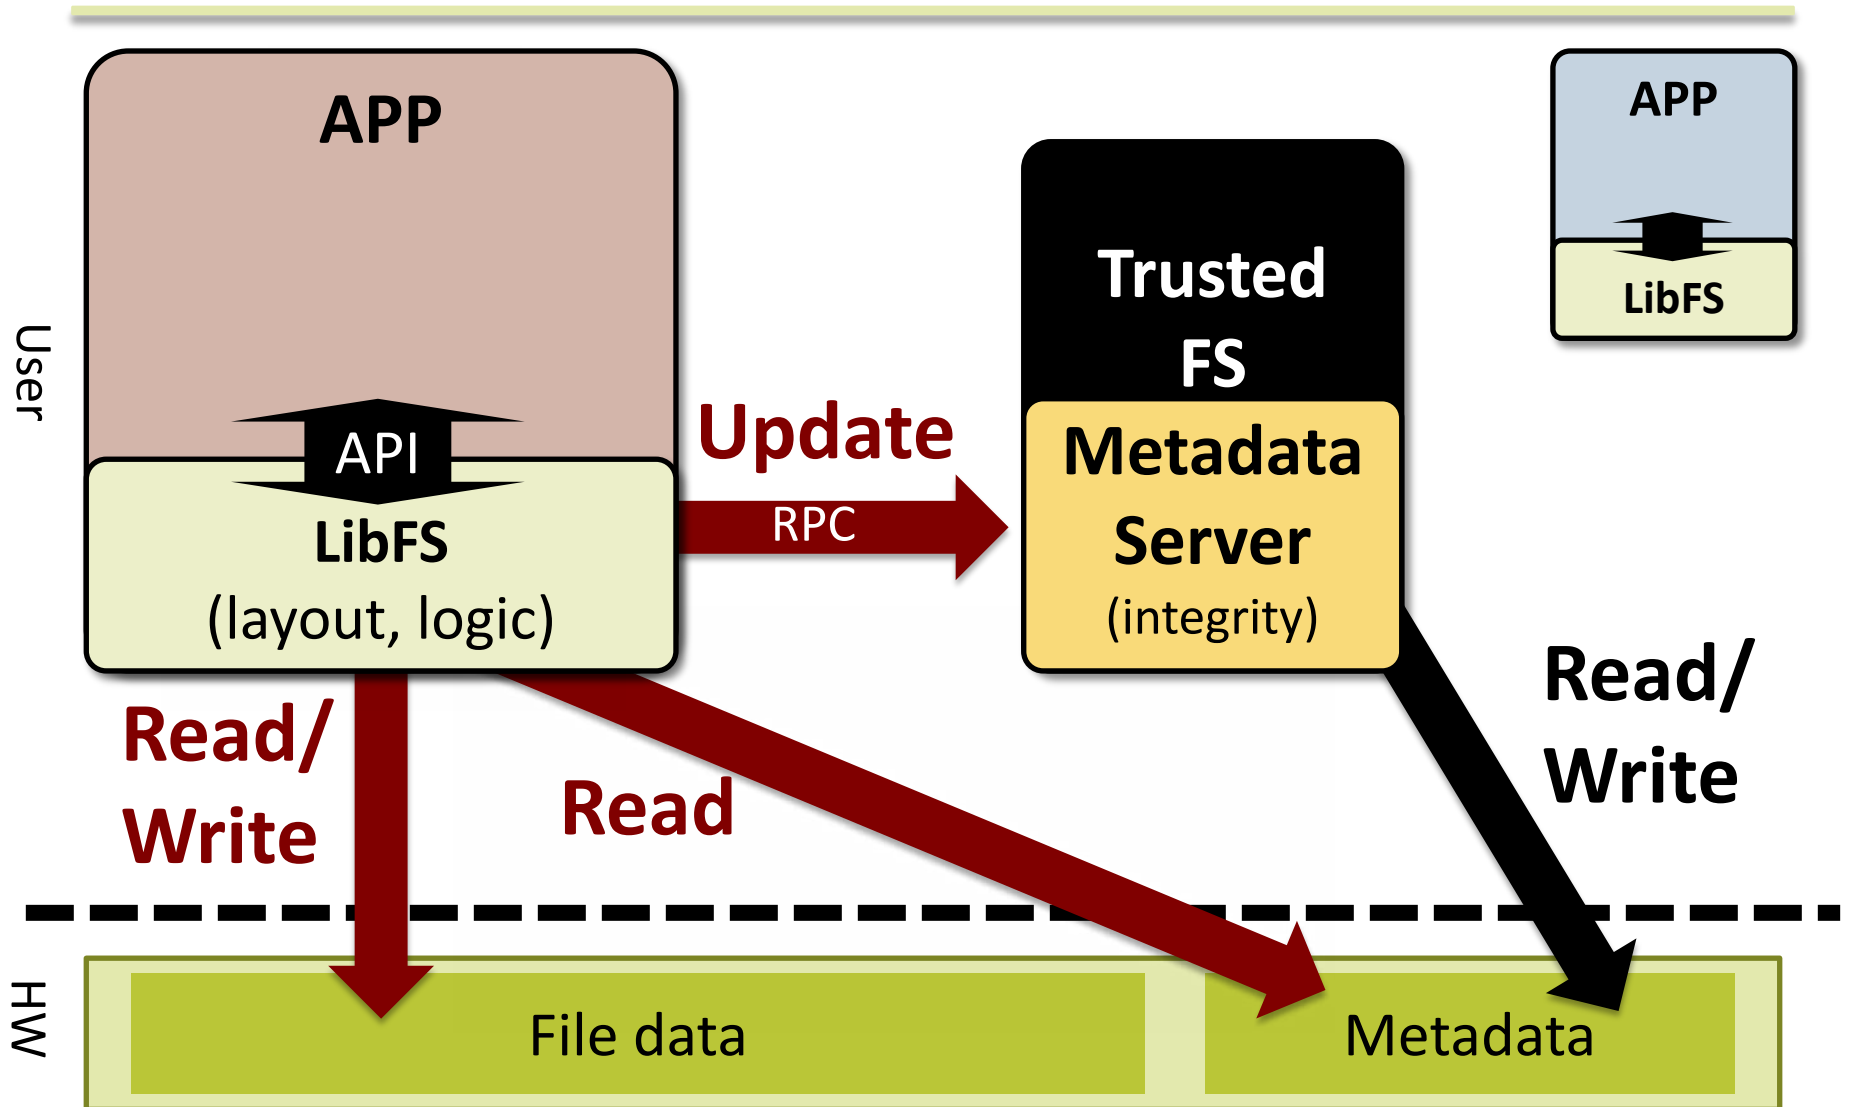 APP
API
LibFS
(layout, logic)
User
Update
RPC
Trusted
FS
Metadata
Server
(integrity)
APP
LibFS
Read/
Write
Read
Read/
Write
HW
File data
Metadata